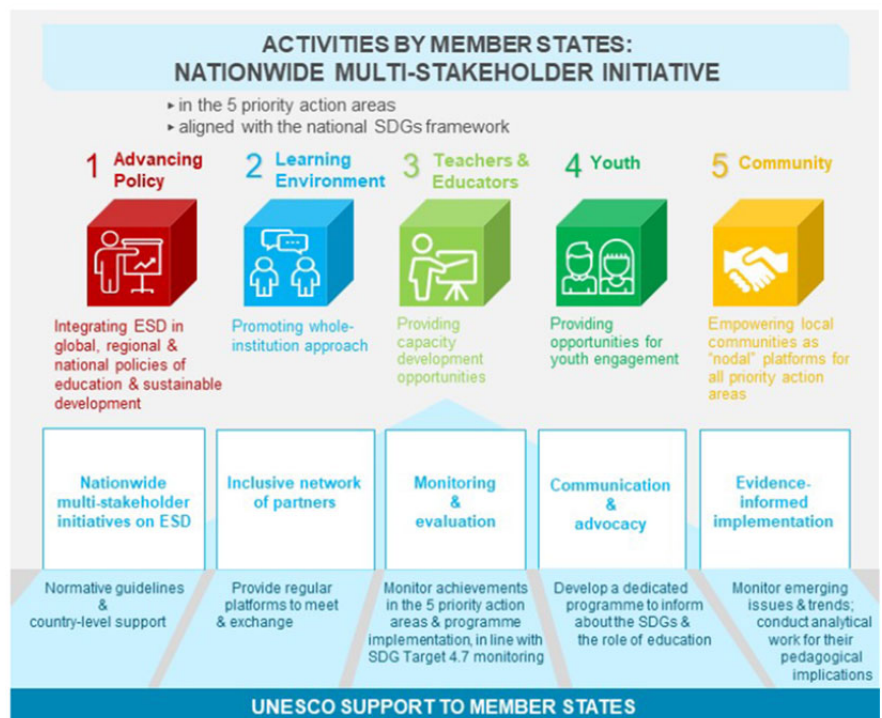 ACTIVITIES BY MEMBER STATES:
NATIONWIDE MULTI-STAKEHOLDER INITIATIVE
▸ in the 5 priority action areas
▸ aligned with the national SDGs framework
1 Advancing
Policy
2 Learning
Environment
3 Teachers &
Educators
4 Youth
5 Community
Integrating ESD in
global, regional &
national policies of
education & sustainable
development
Promoting whole-
institution approach
Providing
capacity
development
opportunities
Providing
opportunities for
youth engagement
Empowering local
communities as
“nodal” platforms for
all priority action
areas
Nationwide
multi-stakeholder
initiatives on ESD
Inclusive network
of partners
Monitoring
&
evaluation
Communication
&
advocacy
Evidence-
informed
implementation
Normative guidelines
&
country-level support
Provide regular
platforms to meet
& exchange
Monitor achievements
in the 5 priority action
areas & programme
implementation, in line with
SDG Target 4.7 monitoring
Develop a dedicated
programme to inform
about the SDGs &
the role of education
Monitor emerging
issues & trends;
conduct analytical
work for their
pedagogical
implications
UNESCO SUPPORT TO MEMBER STATES